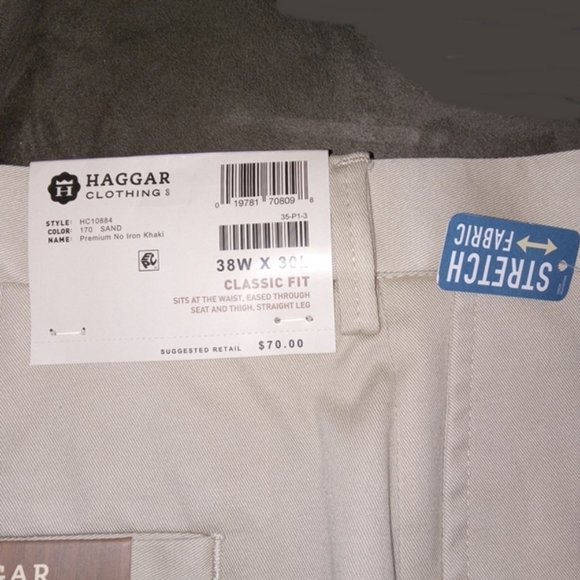 HAGGAR
CLOTHING S
STYLE: HC10884
COLOR: 170 SAND
NAME: Premium No Iron Khaki
0 19781 70809 8
35-P1-3
38W X 30L
CLASSIC FIT
SITS AT THE WAIST, EASED THROUGH
SEAT AND THIGH, STRAIGHT LEG
SUGGESTED RETAIL $70.00
STRETCH
FABRIC
GAR